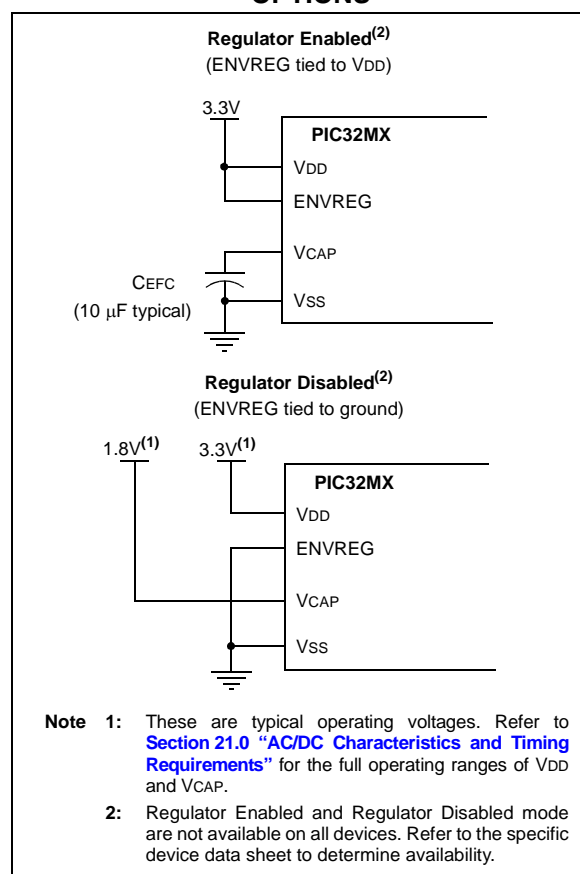 OPTIONS
Regulator Enabled(2)
(ENVREG tied to VDD)
3.3V
PIC32MX
VDD
ENVREG
VCAP
CEFC
(10 μF typical)
VSS
Regulator Disabled(2)
(ENVREG tied to ground)
1.8V(1) 3.3V(1)
PIC32MX
VDD
ENVREG
VCAP
VSS
Note 1: These are typical operating voltages. Refer to
Section 21.0 “AC/DC Characteristics and Timing
Requirements” for the full operating ranges of VDD
and VCAP.
2: Regulator Enabled and Regulator Disabled mode
are not available on all devices. Refer to the specific
device data sheet to determine availability.